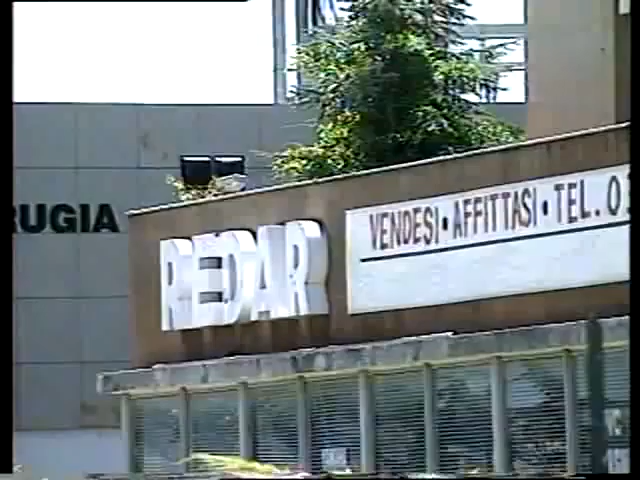 RUGIA
REDAR
VENDESI • AFFITTASI • TEL. 0